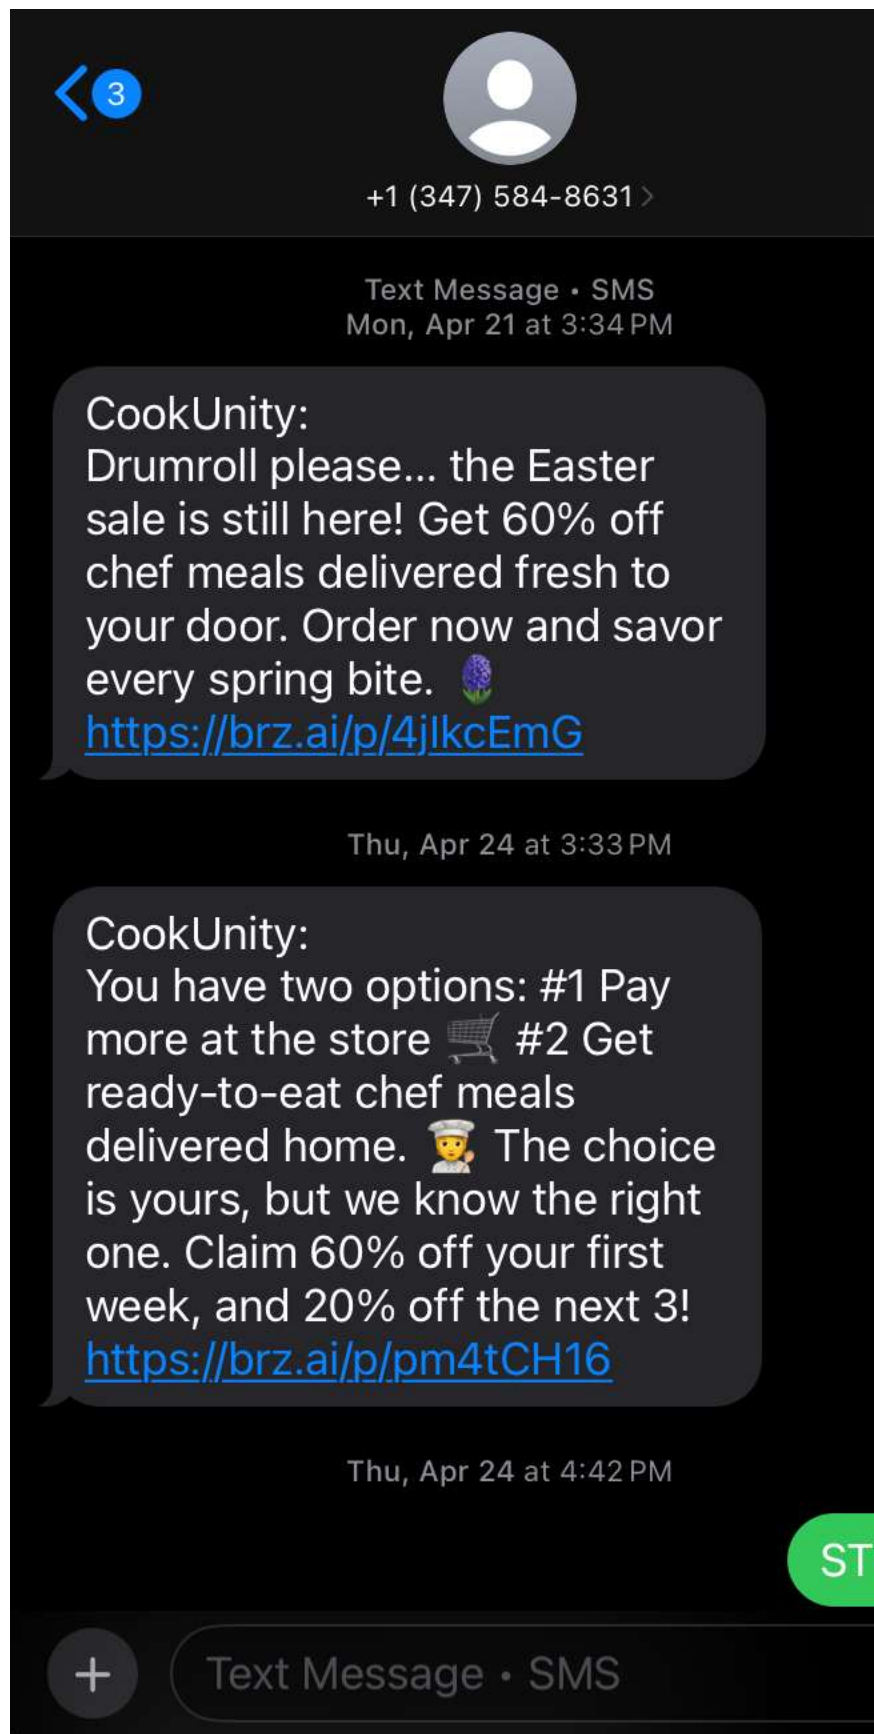 3
+1 (347) 584-8631
Text Message • SMS
Mon, Apr 21 at 3:34 PM
CookUnity:
Drumroll please... the Easter
sale is still here! Get 60% off
chef meals delivered fresh to
your door. Order now and savor
every spring bite. 🪻
https://brz.ai/p/4jIkcEmG
Thu, Apr 24 at 3:33 PM
CookUnity:
You have two options: #1 Pay
more at the store 🛒 #2 Get
ready-to-eat chef meals
delivered home. 🧑‍🍳 The choice
is yours, but we know the right
one. Claim 60% off your first
week, and 20% off the next 3!
https://brz.ai/p/pm4tCH16
Thu, Apr 24 at 4:42 PM
ST
Text Message • SMS